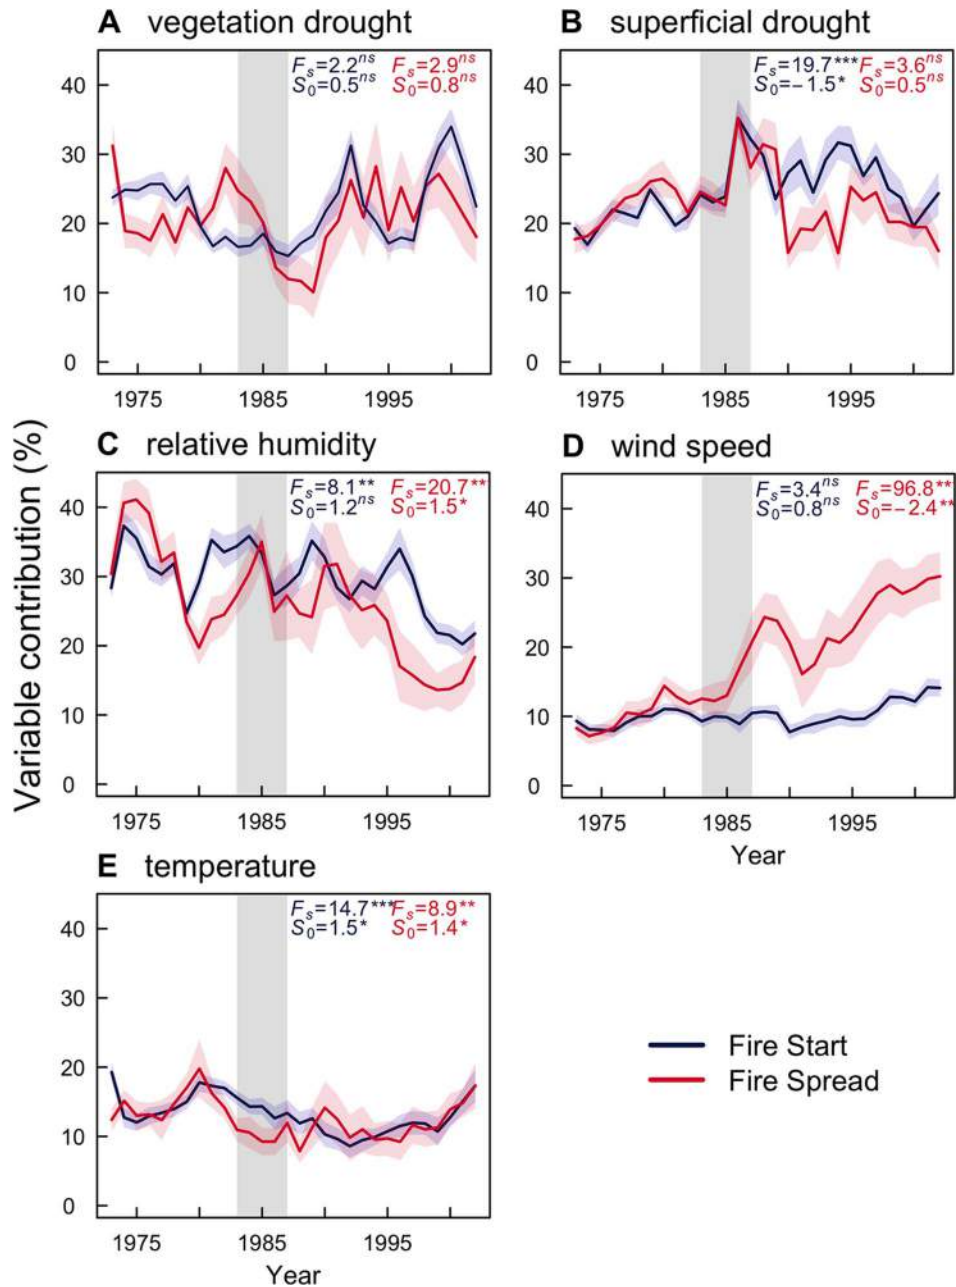 A vegetation drought
B superficial drought
Fs=2.2ns Fs=2.9ns
S0=0.5ns S0=0.8ns
Fs=19.7*** Fs=3.6ns
S0=−1.5* S0=0.5ns
40
30
20
10
0
1975 1985 1995
40
30
20
10
0
1975 1985 1995
Variable contribution (%)
C relative humidity
D wind speed
Fs=8.1** Fs=20.7**
S0=1.2ns S0=1.5*
Fs=3.4ns Fs=96.8**
S0=0.8ns S0=−2.4**
40
30
20
10
0
1975 1985 1995
40
30
20
10
0
1975 1985 1995
Year
E temperature
Fs=14.7*** Fs=8.9**
S0=1.5* S0=1.4*
40
30
20
10
0
1975 1985 1995
Year
Fire Start
Fire Spread